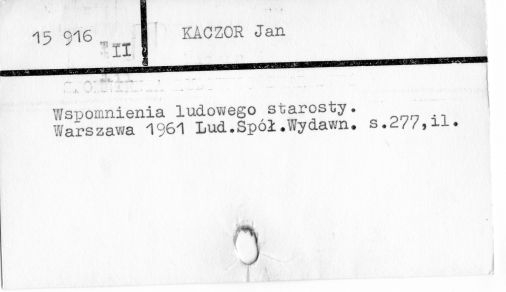 15 916
II
KACZOR Jan
Wspomnienia ludowego starosty.
Warszawa 1961 Lud.Spół.Wydawn. s.277,il.